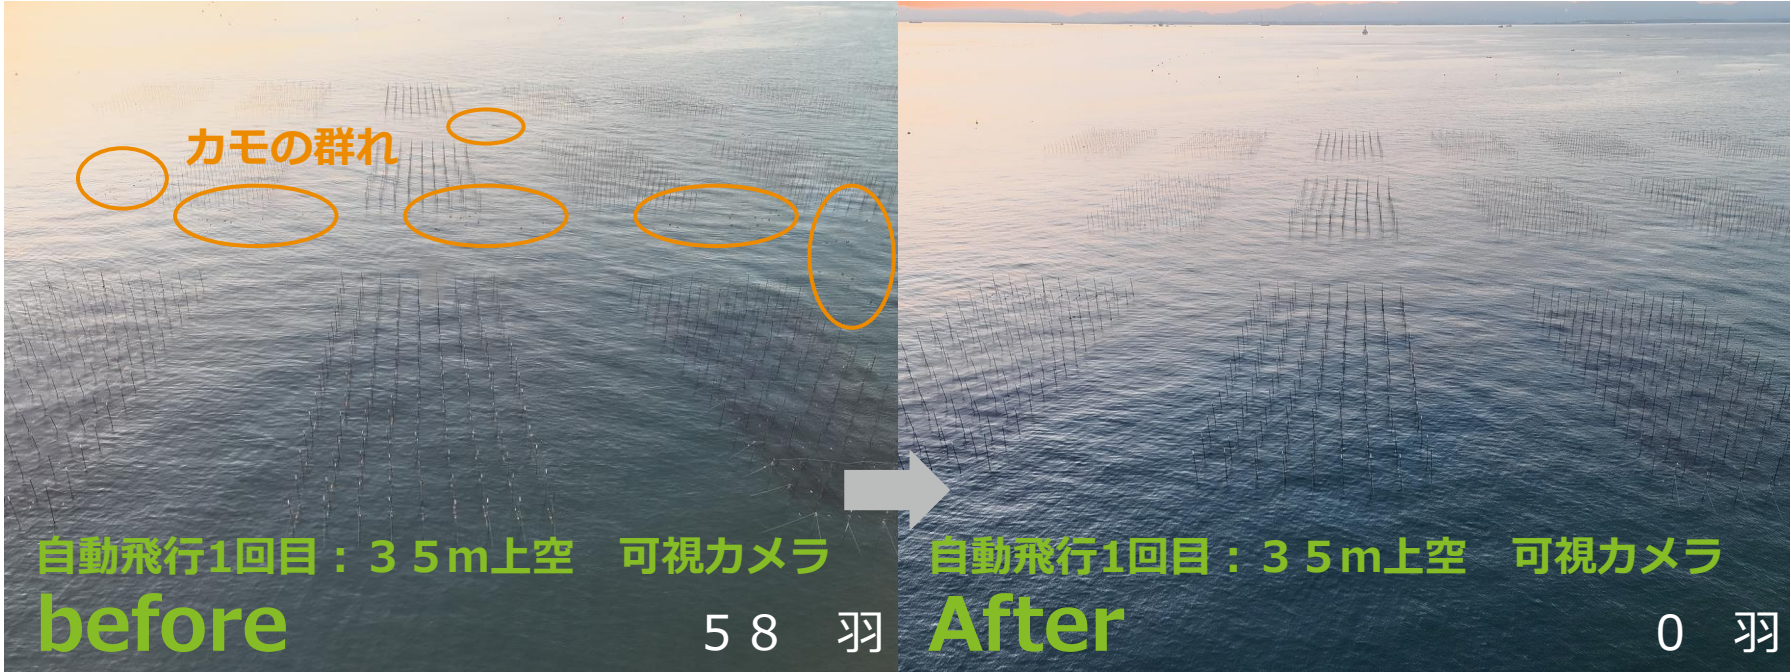 カモの群れ
自動飛行1回目：３５ｍ上空　可視カメラ
before
５８　羽
自動飛行1回目：３５ｍ上空　可視カメラ
After
０　羽